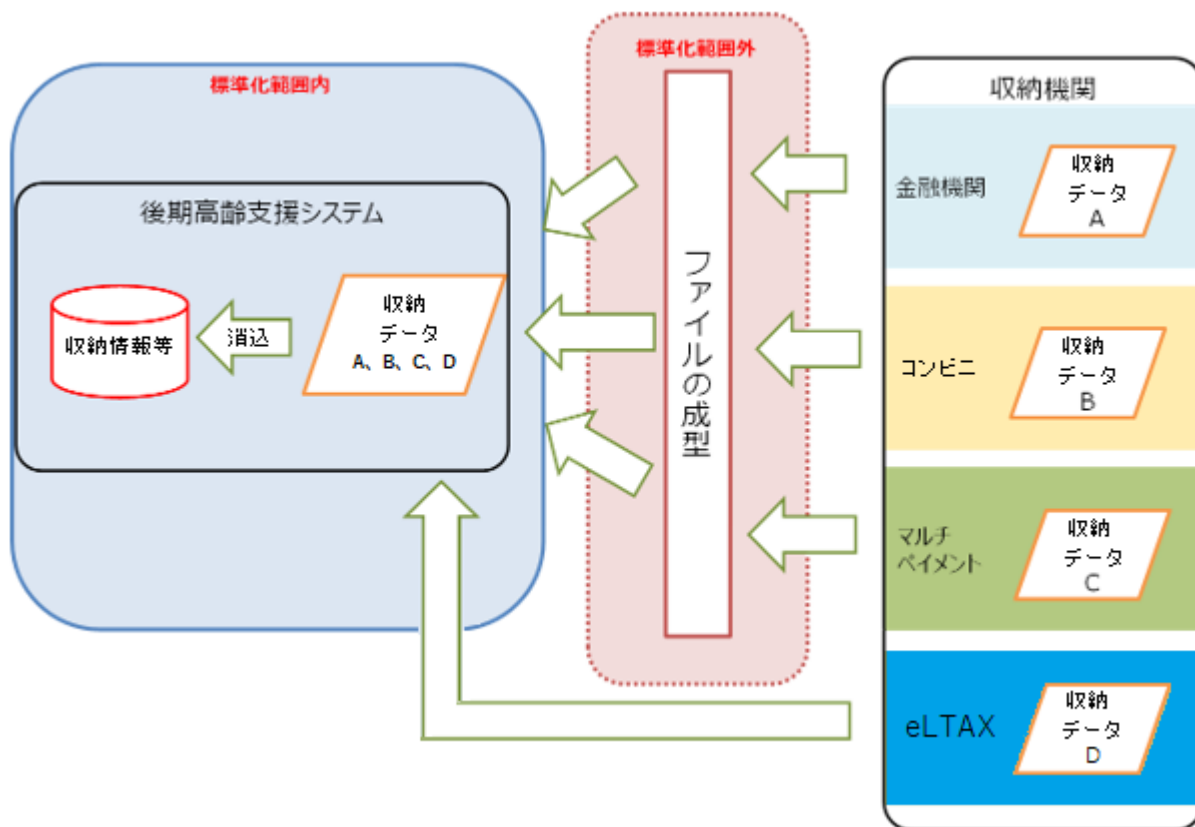 標準化範囲内
後期高齢支援システム
収納情報等
消込
収納
データ
A、B、C、D
標準化範囲外
ファイルの成型
収納機関
金融機関
収納
データ
A
コンビニ
収納
データ
B
マルチ
ペイメント
収納
データ
C
eLTAX
収納
データ
D